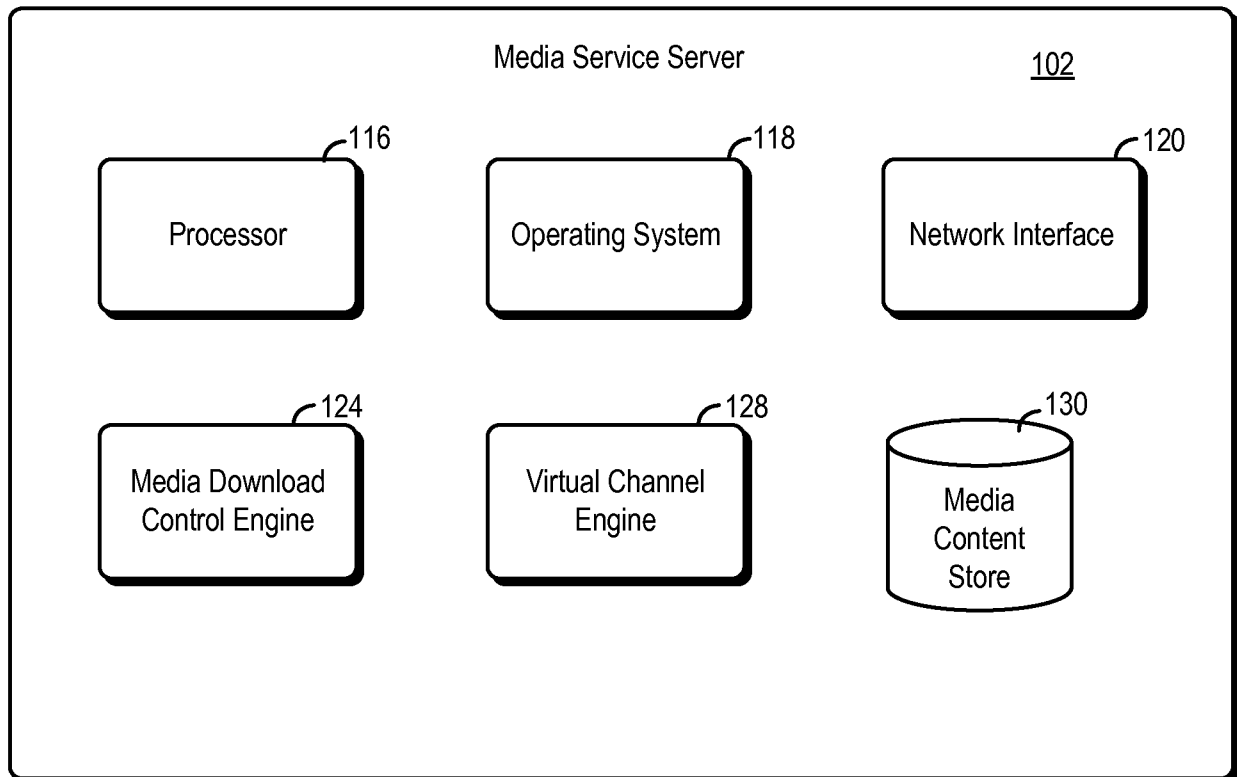 Media Service Server
102
116
118
120
Processor
Operating System
Network Interface
124
128
130
Media Download
Control Engine
Virtual Channel
Engine
Media
Content
Store